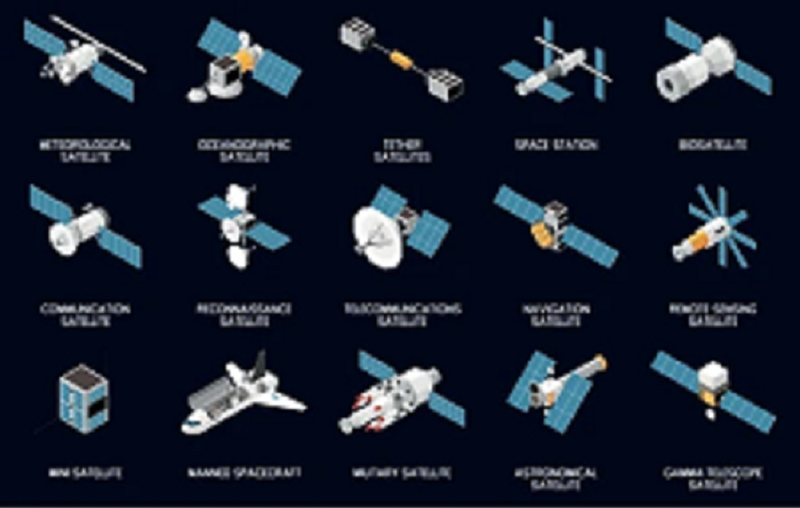 METEOROLOGICAL
SATELLITE
OCEANOGRAPHIC
SATELLITE
TETHER
SATELLITES
SPACE STATION
BIOSATELLITE
COMMUNICATION
SATELLITE
RECONNAISSANCE
SATELLITE
TELECOMMUNICATIONS
SATELLITE
NAVIGATION
SATELLITE
REMOTE SENSING
SATELLITE
MINI SATELLITE
MANNED SPACECRAFT
MILITARY SATELLITE
ASTRONOMICAL
SATELLITE
GAMMA TELESCOPE
SATELLITE